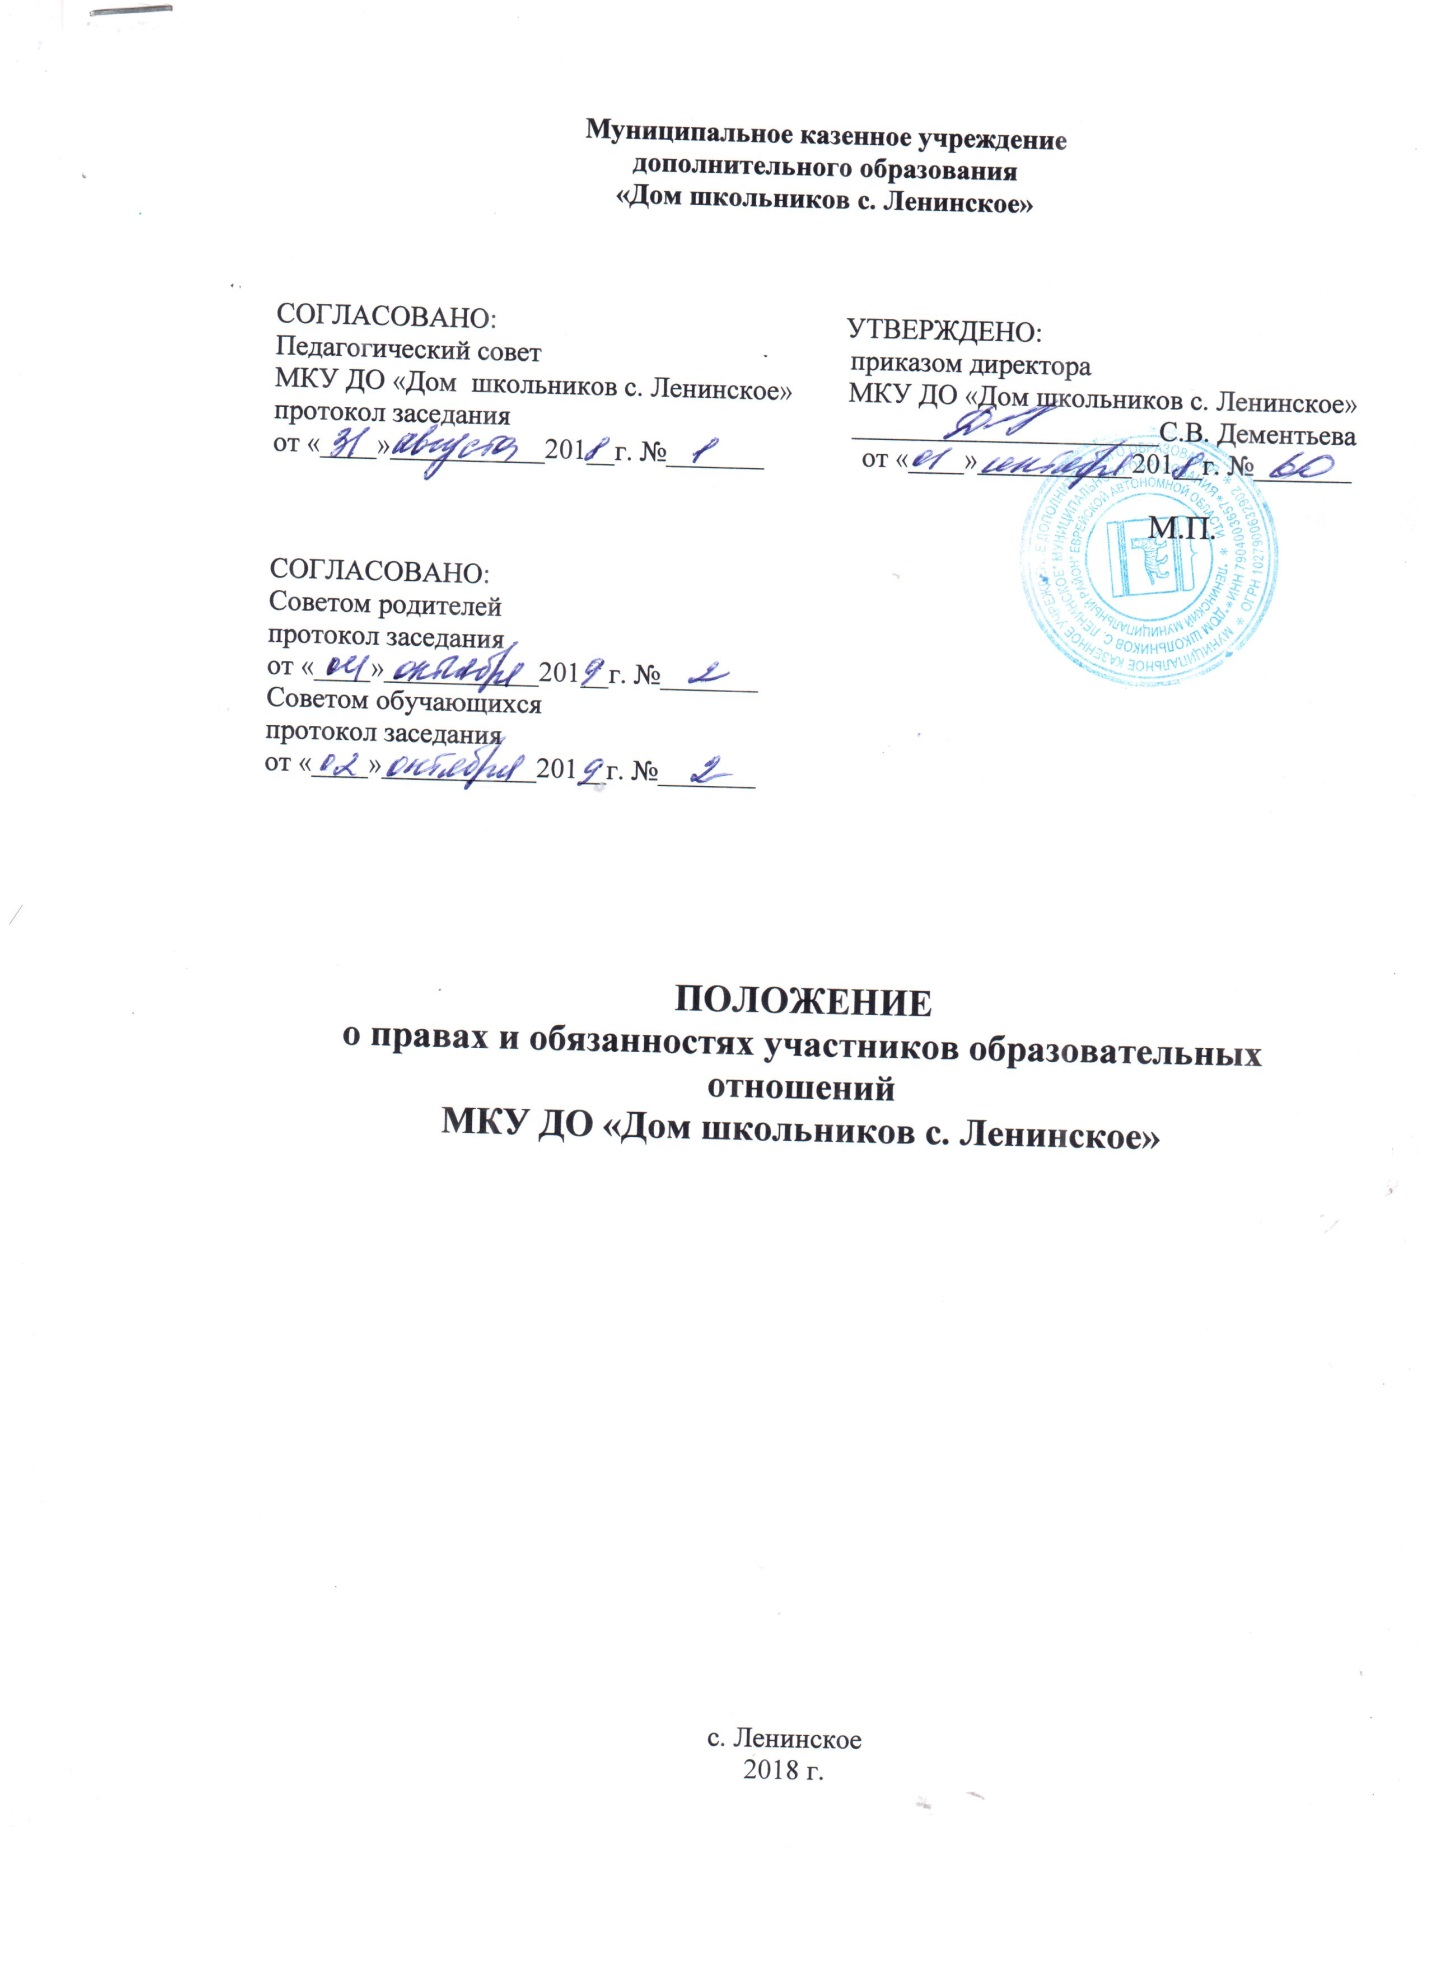 Муниципальное казенное учреждение
дополнительного образования
«Дом школьников с. Ленинское»
СОГЛАСОВАНО:
Педагогический совет
МКУ ДО «Дом школьников с. Ленинское»
протокол заседания
от «31» августа 2018 г. № 1
УТВЕРЖДЕНО:
приказом директора
МКУ ДО «Дом школьников с. Ленинское»
С.В. Дементьева
от «01» сентября 2018 г. № 60
М.П.
СОГЛАСОВАНО:
Советом родителей
протокол заседания
от «04» октября 2019 г. № 2
Советом обучающихся
протокол заседания
от «02» октября 2019 г. № 2
ПОЛОЖЕНИЕ
о правах и обязанностях участников образовательных
отношений
МКУ ДО «Дом школьников с. Ленинское»
с. Ленинское
2018 г.